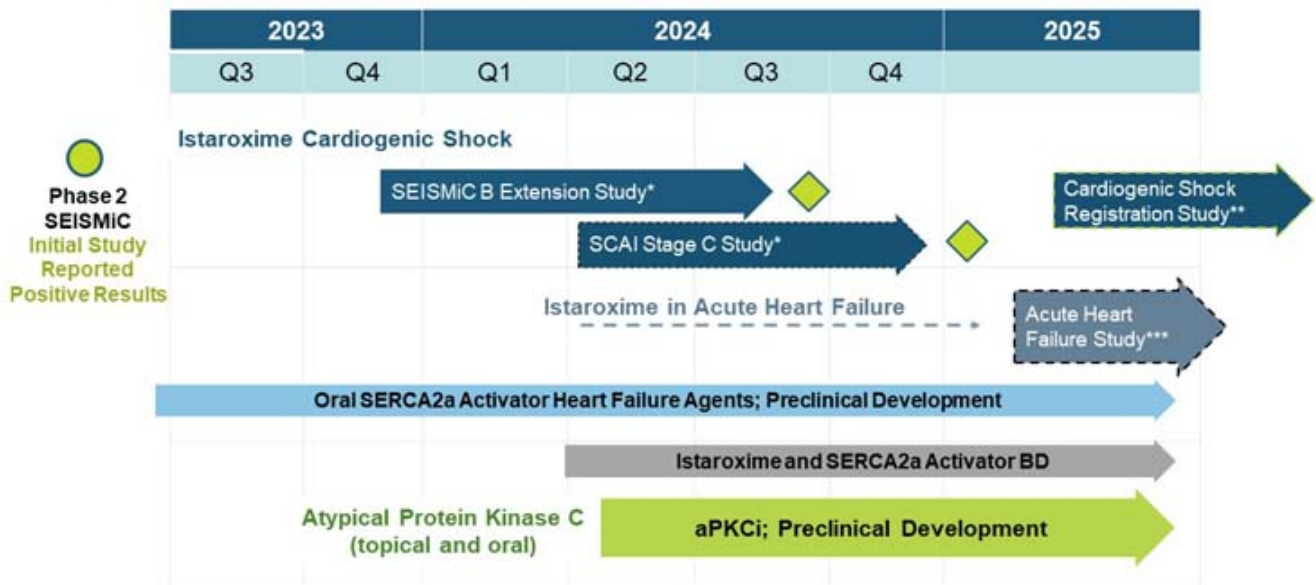 2023 2024 2025
Q3 Q4 Q1 Q2 Q3 Q4
Istaroxime Cardiogenic Shock
Phase 2
SEISMiC
Initial Study
Reported
Positive Results
SEISMiC B Extension Study*
Cardiogenic Shock
Registration Study**
SCAI Stage C Study*
Istaroxime in Acute Heart Failure
Acute Heart
Failure Study***
Oral SERCA2a Activator Heart Failure Agents; Preclinical Development
Istaroxime and SERCA2a Activator BD
Atypical Protein Kinase C
(topical and oral)
aPKCi; Preclinical Development